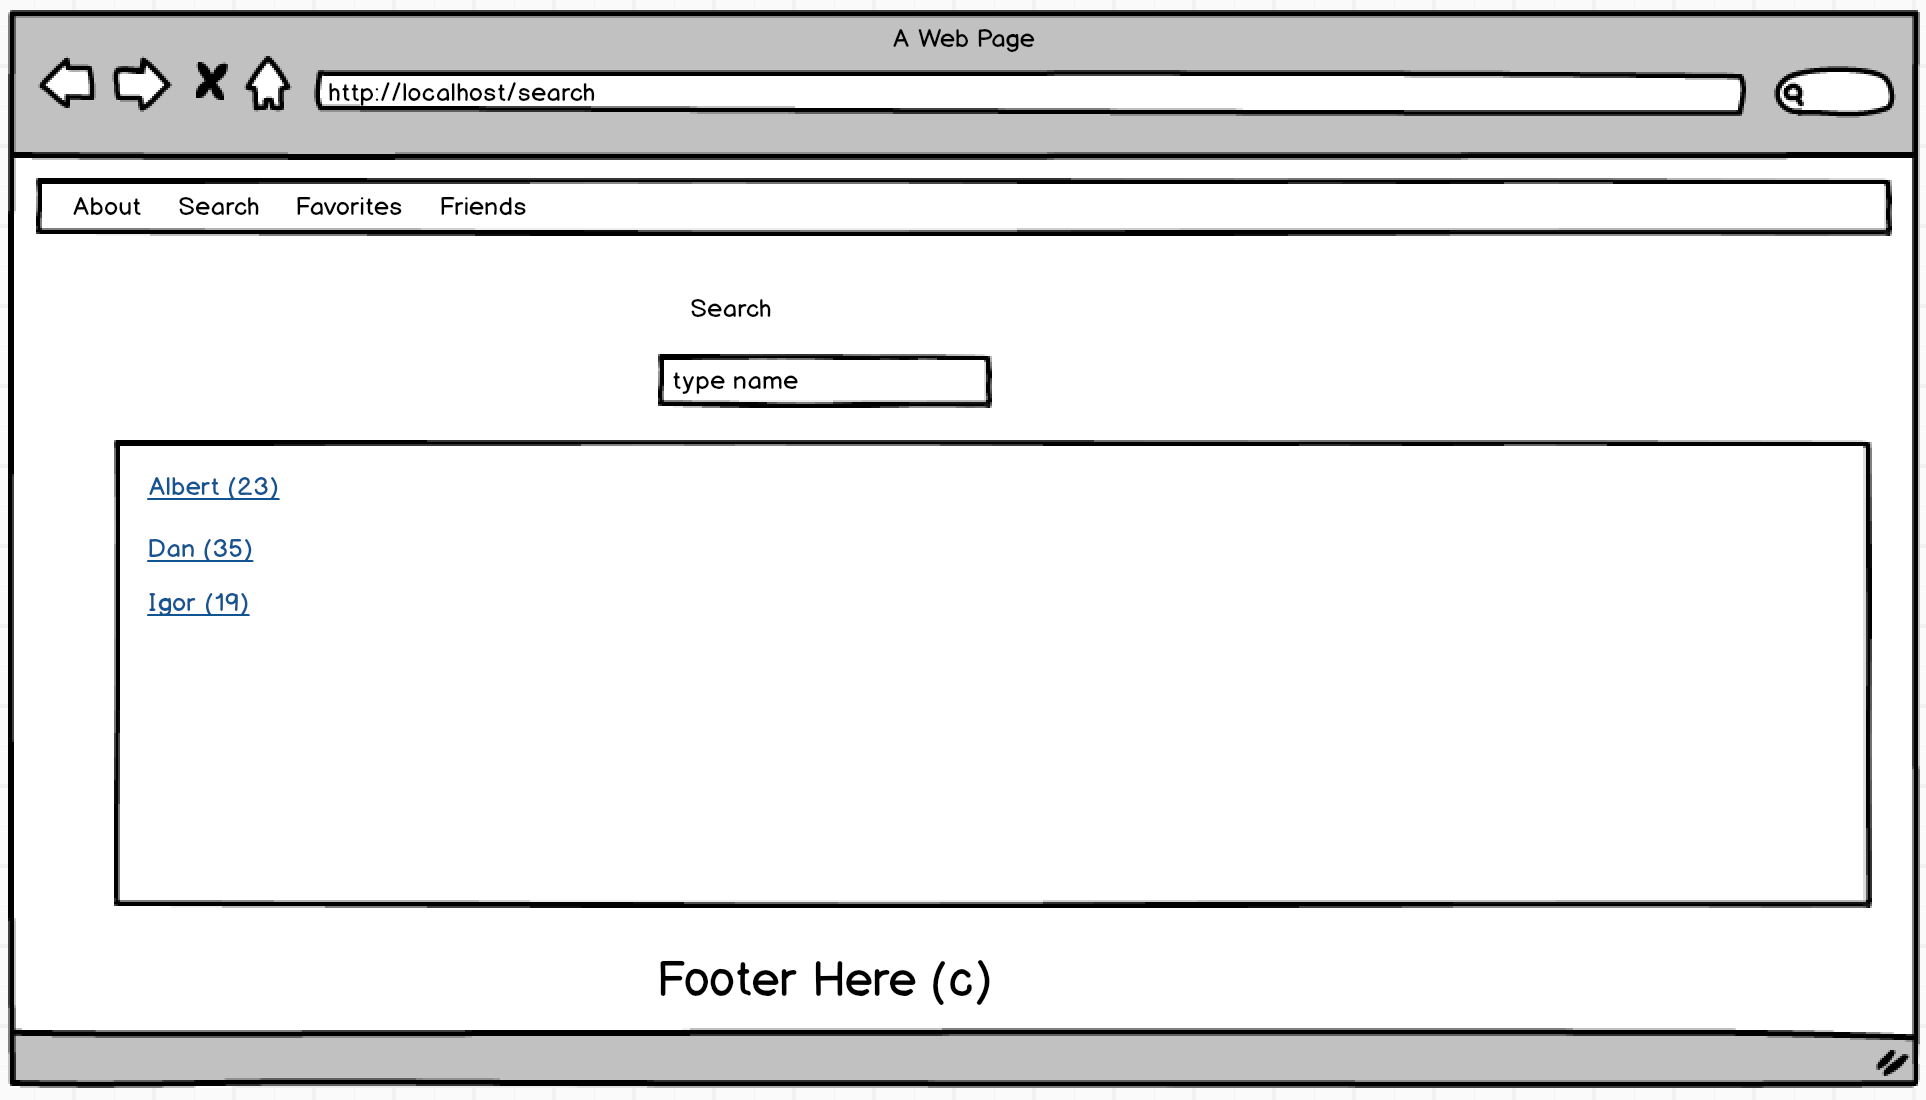 A Web Page
http://localhost/search
About Search Favorites Friends
Search
type name
Albert (23)
Dan (35)
Igor (19)
Footer Here (c)